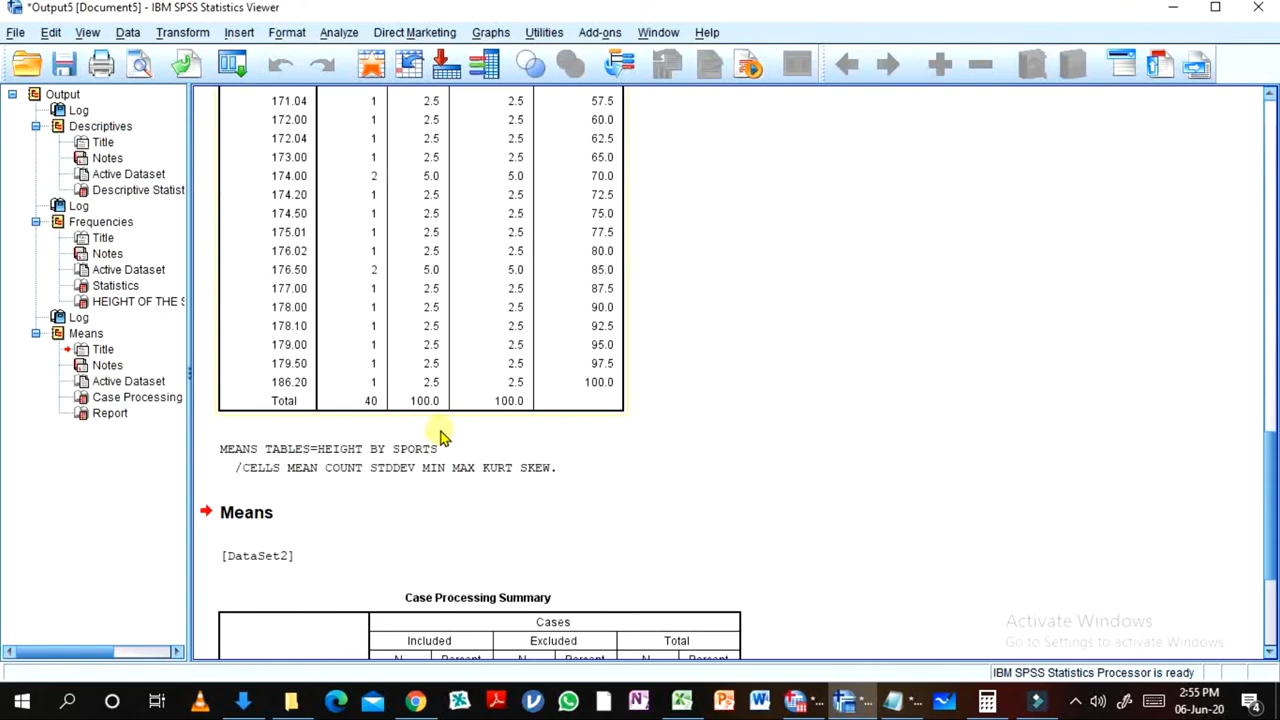 *Output5 [Document5] - IBM SPSS Statistics Viewer
File Edit View Data Transform Insert Format Analyze Direct Marketing Graphs Utilities Add-ons Window Help
Output
Log
Descriptives
Title
Notes
Active Dataset
Descriptive Statist
Log
Frequencies
Title
Notes
Active Dataset
Statistics
HEIGHT OF THE S
Log
Means
Title
Notes
Active Dataset
Case Processing
Report
171.04 1 2.5 2.5 57.5
172.00 1 2.5 2.5 60.0
172.04 1 2.5 2.5 62.5
173.00 1 2.5 2.5 65.0
174.00 2 5.0 5.0 70.0
174.20 1 2.5 2.5 72.5
174.50 1 2.5 2.5 75.0
175.01 1 2.5 2.5 77.5
176.02 1 2.5 2.5 80.0
176.50 2 5.0 5.0 85.0
177.00 1 2.5 2.5 87.5
178.00 1 2.5 2.5 90.0
178.10 1 2.5 2.5 92.5
179.00 1 2.5 2.5 95.0
179.50 1 2.5 2.5 97.5
186.20 1 2.5 2.5 100.0
Total 40 100.0 100.0
MEANS TABLES=HEIGHT BY SPORTS
/CELLS MEAN COUNT STDDEV MIN MAX KURT SKEW.
Means
[DataSet2]
Case Processing Summary
Cases
Included Excluded Total
N Percent N Percent N Percent
Activate Windows
Go to Settings to activate Windows.
IBM SPSS Statistics Processor is ready
2:55 PM
06-Jun-20
4